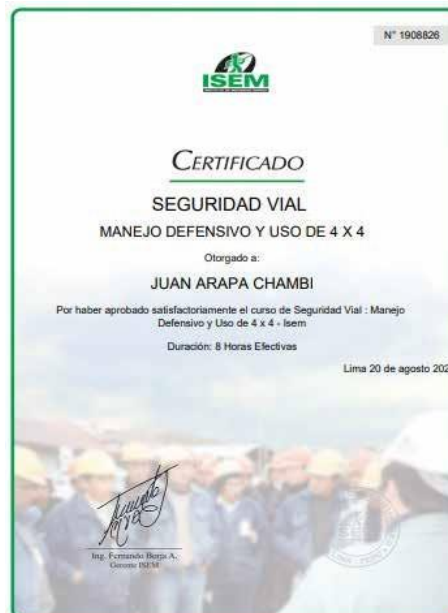 N° 1908826
ISEM
CERTIFICADO
SEGURIDAD VIAL
MANEJO DEFENSIVO Y USO DE 4 X 4
Otorgado a:
JUAN ARAPA CHAMBI
Por haber aprobado satisfactoriamente el curso de Seguridad Vial : Manejo
Defensivo y Uso de 4 x 4 - Isem
Duración: 8 Horas Efectivas
Lima 20 de agosto 202
Ing. Fernando Borja A.
Gerente ISEM